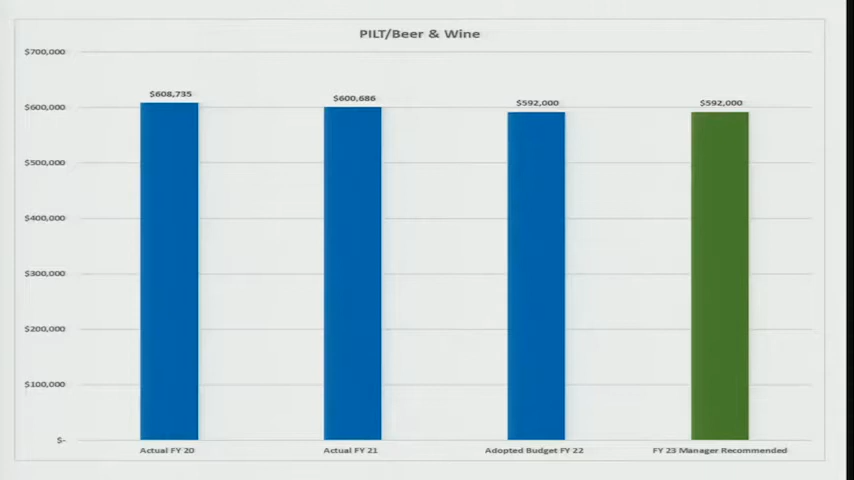 PILT/Beer & Wine
$700,000
$608,735
$600,686
$592,000
$592,000
$600,000
$500,000
$400,000
$300,000
$200,000
$100,000
$-
Actual FY 20
Actual FY 21
Adopted Budget FY 22
FY 23 Manager Recommended